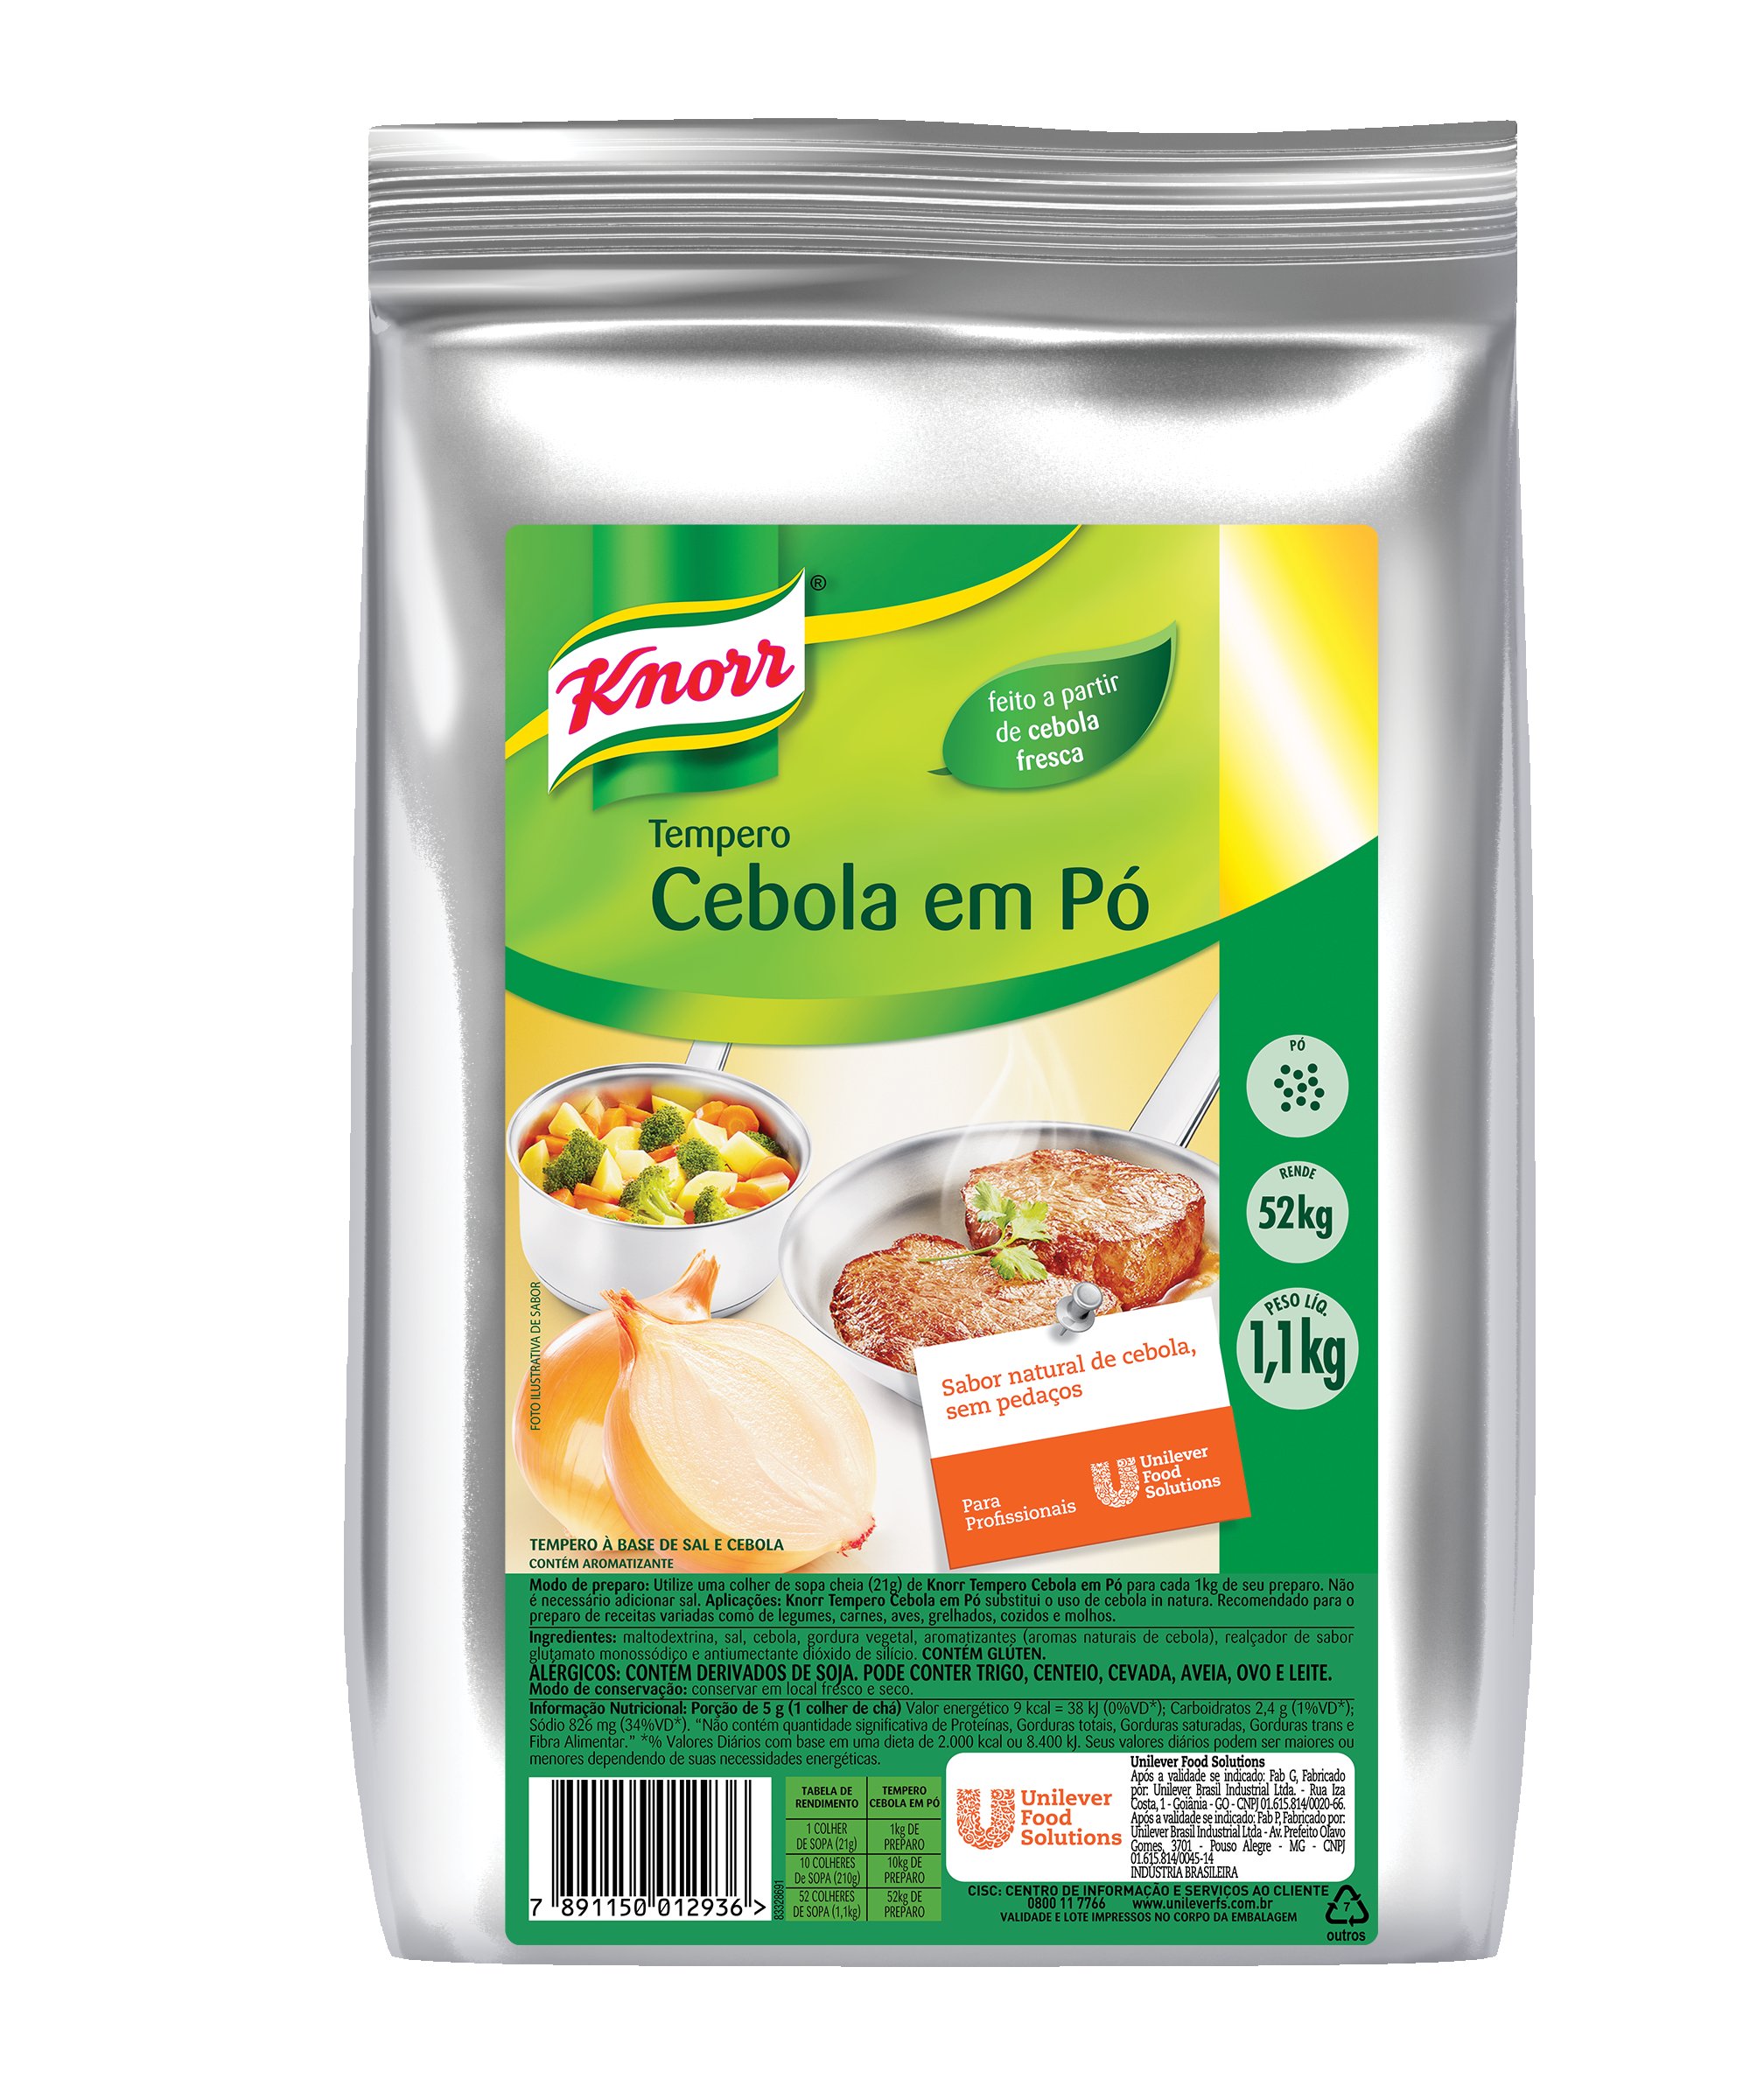 Knorr®
feito a partir
de cebola
fresca
Tempero
Cebola em Pó
PÓ
RENDE
52kg
PESO LÍQ.
1,1kg
Sabor natural de cebola,
sem pedaços
Para
Profissionais
Unilever
Food
Solutions
FOTO ILUSTRATIVA DE SABOR
TEMPERO À BASE DE SAL E CEBOLA
CONTÉM AROMATIZANTE
Modo de preparo: Utilize uma colher de sopa cheia (21g) de Knorr Tempero Cebola em Pó para cada 1kg de seu preparo. Não
é necessário adicionar sal. Aplicações: Knorr Tempero Cebola em Pó substitui o uso de cebola in natura. Recomendado para o
preparo de receitas variadas como de legumes, carnes, aves, grelhados, cozidos e molhos.
Ingredientes: maltodextrina, sal, cebola, gordura vegetal, aromatizantes (aromas naturais de cebola), realçador de sabor
glutamato monossódico e antiumectante dióxido de silício. CONTÉM GLÚTEN.
ALÉRGICOS: CONTÉM DERIVADOS DE SOJA. PODE CONTER TRIGO, CENTEIO, CEVADA, AVEIA, OVO E LEITE.
Modo de conservação: conservar em local fresco e seco.
Informação Nutricional: Porção de 5 g (1 colher de chá) Valor energético 9 kcal = 38 kJ (0%VD*); Carboidratos 2,4 g (1%VD*);
Sódio 826 mg (34%VD*). "Não contém quantidade significativa de Proteínas, Gorduras totais, Gorduras saturadas, Gorduras trans e
Fibra Alimentar." *% Valores Diários com base em uma dieta de 2.000 kcal ou 8.400 kJ. Seus valores diários podem ser maiores ou
menores dependendo de suas necessidades energéticas.
7 891150 012936 >
83328691
TABELA DE
RENDIMENTO
TEMPERO
CEBOLA EM PÓ
1 COLHER
DE SOPA (21g)
1kg DE
PREPARO
10 COLHERES
De SOPA (210g)
10kg DE
PREPARO
52 COLHERES
DE SOPA (1,1kg)
52kg DE
PREPARO
Unilever
Food
Solutions
Unilever Food Solutions
Após a validade se indicado: Fab G, Fabricado
por: Unilever Brasil Industrial Ltda. - Rua Iza
Costa, 1 - Goiânia - GO - CNPJ 01.615.814/0020-66.
Após a validade se indicado: Fab P, Fabricado por:
Unilever Brasil Industrial Ltda - Av. Prefeito Olavo
Gomes, 3701 - Pouso Alegre - MG - CNPJ
01.615.814/0045-14
INDÚSTRIA BRASILEIRA
CISC: CENTRO DE INFORMAÇÃO E SERVIÇOS AO CLIENTE
0800 11 7766 www.unileverfs.com.br
VALIDADE E LOTE IMPRESSOS NO CORPO DA EMBALAGEM
7
outros